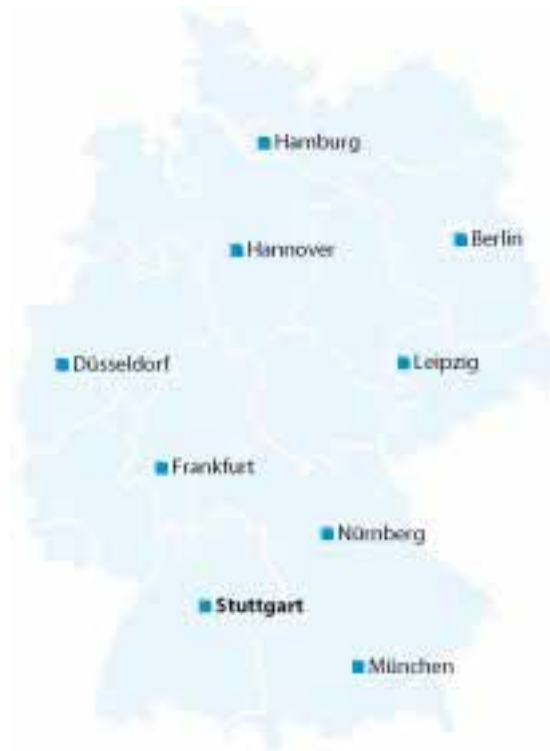 Hamburg
Berlin
Hannover
Düsseldorf
Leipzig
Frankfurt
Nürnberg
Stuttgart
München